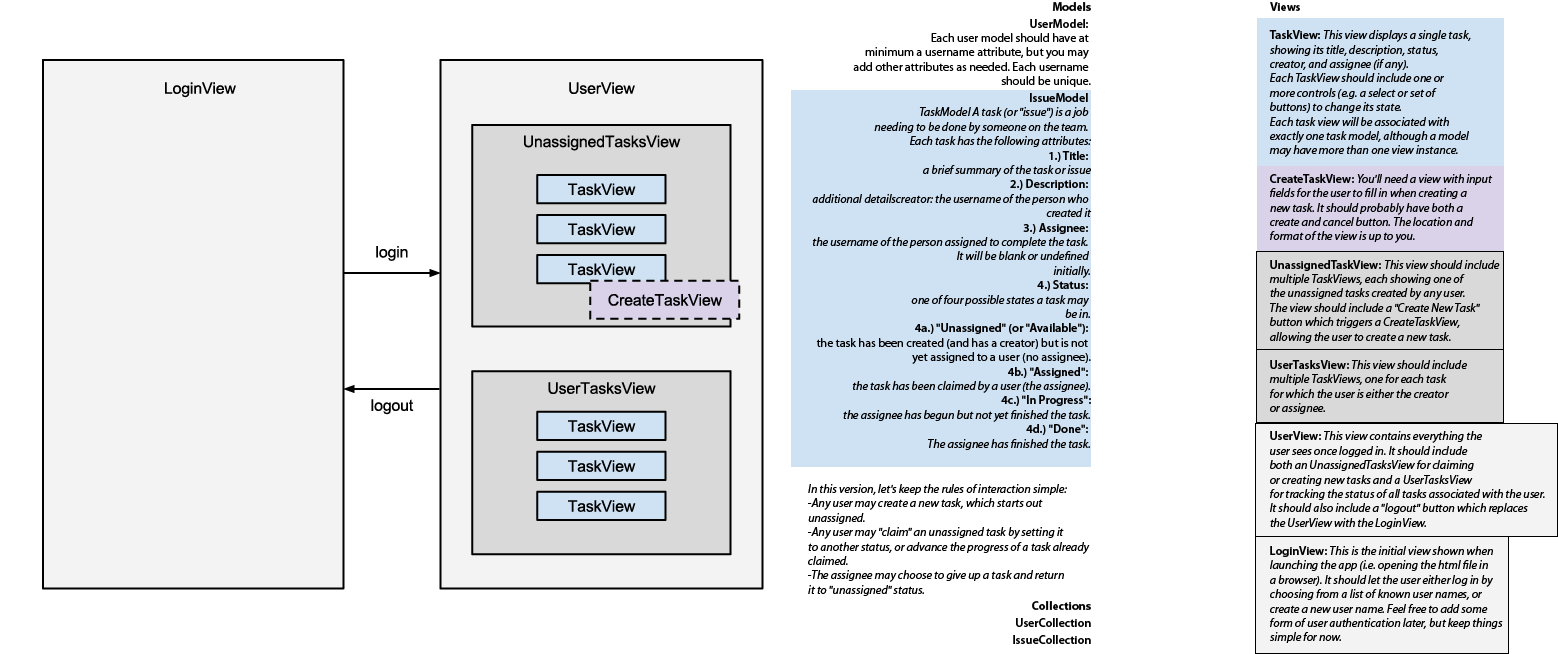 LoginView
login
logout
UserView
UnassignedTasksView
TaskView
TaskView
TaskView
CreateTaskView
UserTasksView
TaskView
TaskView
TaskView
Models
UserModel:
Each user model should have at
minimum a username attribute, but you may
add other attributes as needed. Each username
should be unique.
IssueModel
TaskModel A task (or "issue") is a job
needing to be done by someone on the team.
Each task has the following attributes:
1.) Title:
a brief summary of the task or issue
2.) Description:
additional detailscreator: the username of the person who
created it
3.) Assignee:
the username of the person assigned to complete the task.
It will be blank or undefined
initially.
4.) Status:
one of four possible states a task may
be in.
4a.) "Unassigned" (or "Available"):
the task has been created (and has a creator) but is not
yet assigned to a user (no assignee).
4b.) "Assigned":
the task has been claimed by a user (the assignee).
4c.) "In Progress":
the assignee has begun but not yet finished the task.
4d.) "Done":
The assignee has finished the task.
In this version, let's keep the rules of interaction simple:
-Any user may create a new task, which starts out
unassigned.
-Any user may "claim" an unassigned task by setting it
to another status, or advance the progress of a task already
claimed.
-The assignee may choose to give up a task and return
it to "unassigned" status.
Collections
UserCollection
IssueCollection
Views
TaskView: This view displays a single task,
showing its title, description, status,
creator, and assignee (if any).
Each TaskView should include one or
more controls (e.g. a select or set of
buttons) to change its state.
Each task view will be associated with
exactly one task model, although a model
may have more than one view instance.
CreateTaskView: You'll need a view with input
fields for the user to fill in when creating a
new task. It should probably have both a
create and cancel button. The location and
format of the view is up to you.
UnassignedTaskView: This view should include
multiple TaskViews, each showing one of
the unassigned tasks created by any user.
The view should include a "Create New Task"
button which triggers a CreateTaskView,
allowing the user to create a new task.
UserTasksView: This view should include
multiple TaskViews, one for each task
for which the user is either the creator
or assignee.
UserView: This view contains everything the
user sees once logged in. It should include
both an UnassignedTasksView for claiming
or creating new tasks and a UserTasksView
for tracking the status of all tasks associated with the user.
It should also include a "logout" button which replaces
the UserView with the LoginView.
LoginView: This is the initial view shown when
launching the app (i.e. opening the html file in
a browser). It should let the user either log in by
choosing from a list of known user names, or
create a new user name. Feel free to add some
form of user authentication later, but keep things
simple for now.